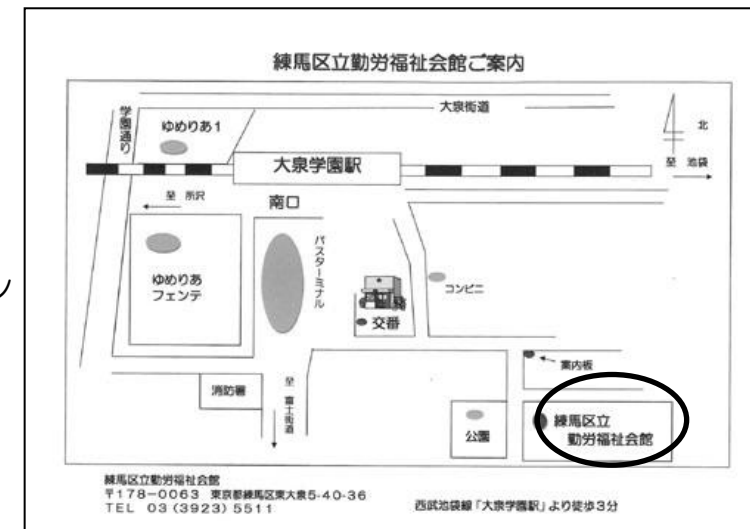 練馬区立勤労福祉会館ご案内
大泉街道
学園通り
ゆめりあ1
北
大泉学園駅
至 池袋
至 所沢
南口
バスターミナル
ゆめりあ
フェンテ
コンビニ
交番
案内板
消防署
至 富士街道
公園
練馬区立
勤労福祉会館
練馬区立勤労福祉会館
〒178-0063 東京都練馬区東大泉5-40-36
TEL 03(3923)5511
西武池袋線「大泉学園駅」より徒歩3分